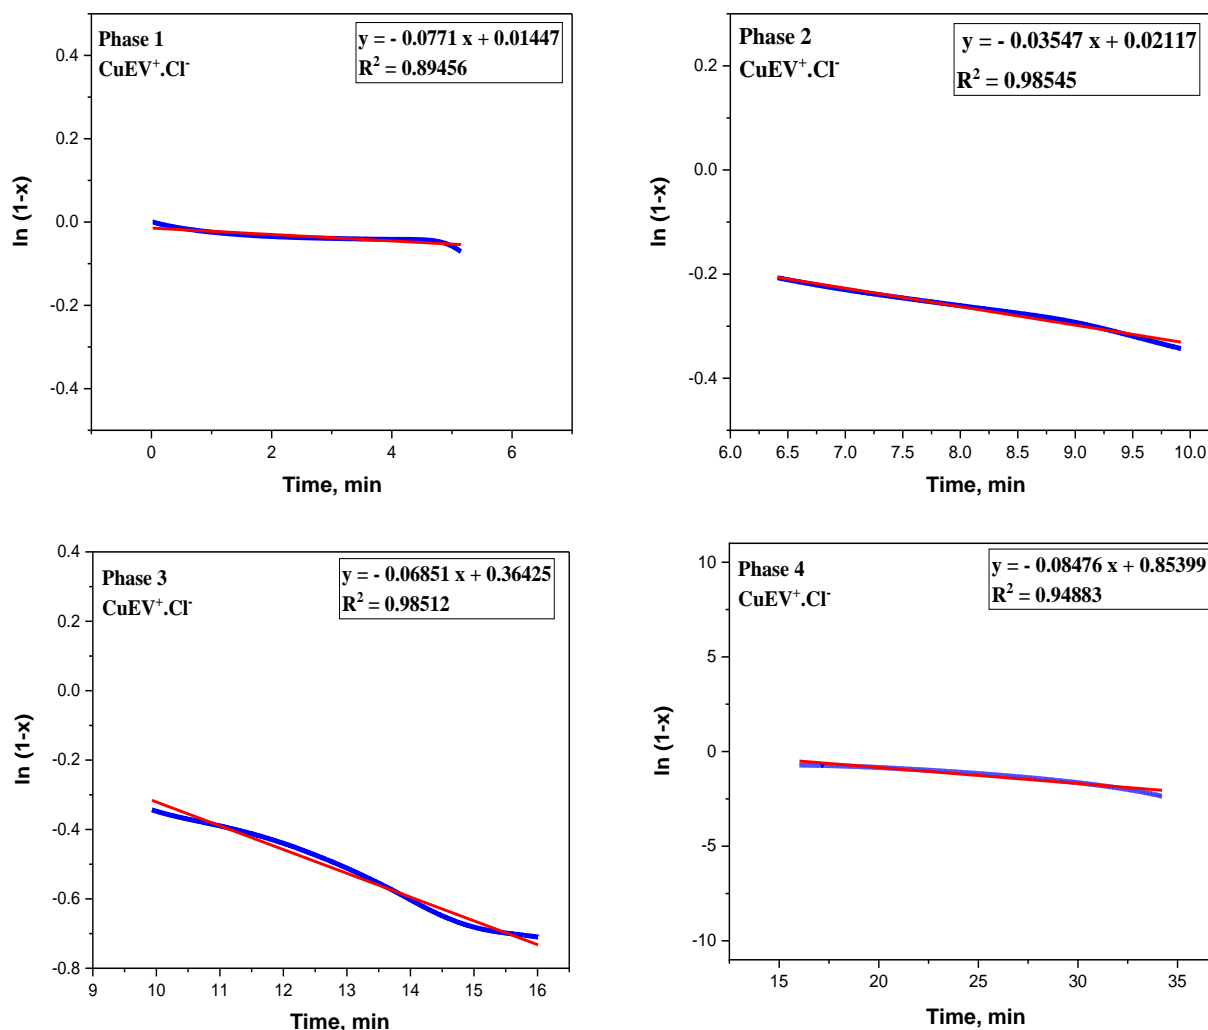 Phase 1
CuEV⁺.Cl⁻
y = - 0.0771 x + 0.01447
R² = 0.89456
0.4
0.2
0.0
-0.2
-0.4
ln (1-x)
0 2 4 6
Time, min
Phase 2
CuEV⁺.Cl⁻
y = - 0.03547 x + 0.02117
R² = 0.98545
0.2
0.0
-0.2
-0.4
ln (1-x)
6.0 6.5 7.0 7.5 8.0 8.5 9.0 9.5 10.0
Time, min
Phase 3
CuEV⁺.Cl⁻
y = - 0.06851 x + 0.36425
R² = 0.98512
0.4
0.2
0.0
-0.2
-0.4
-0.6
-0.8
ln (1-x)
9 10 11 12 13 14 15 16
Time, min
Phase 4
CuEV⁺.Cl⁻
y = - 0.08476 x + 0.85399
R² = 0.94883
10
5
0
-5
-10
ln (1-x)
15 20 25 30 35
Time, min